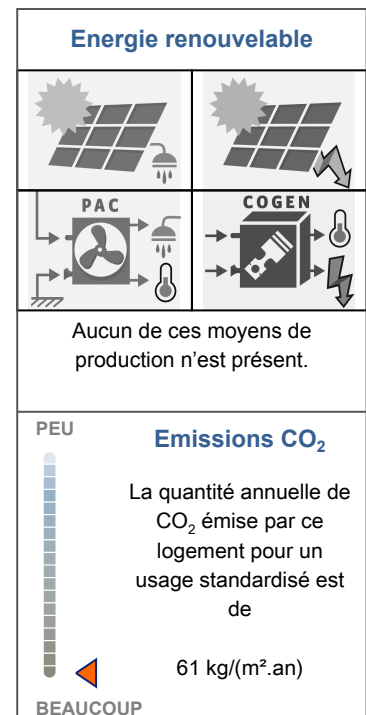 Energie renouvelable
PAC
COGEN
Aucun de ces moyens de
production n’est présent.
PEU
Emissions CO₂
La quantité annuelle de
CO₂ émise par ce
logement pour un
usage standardisé est
de
61 kg/(m².an)
BEAUCOUP